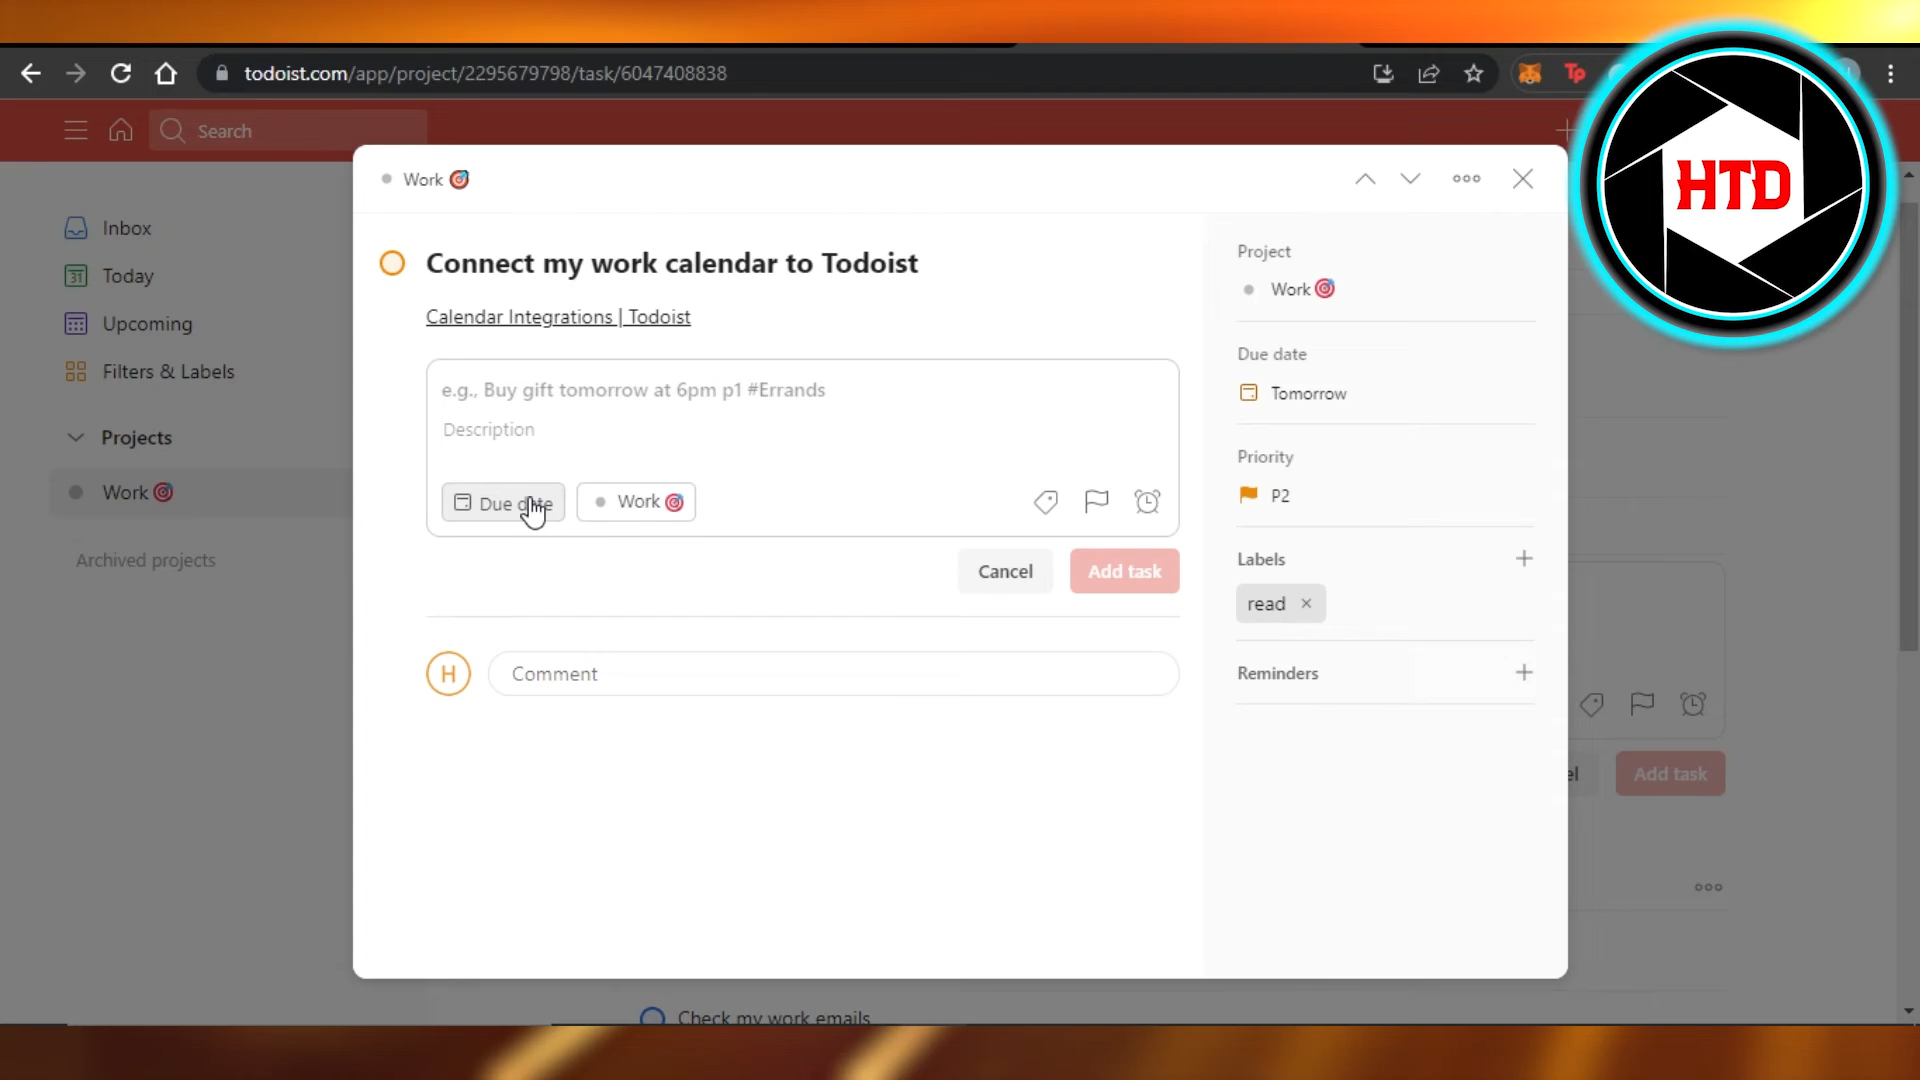 todoist.com/app/project/2295679798/task/6047408838
Tp
HTD
Search
Inbox
31
Today
Upcoming
Filters & Labels
Projects
Work
Archived projects
Work
Connect my work calendar to Todoist
Calendar Integrations | Todoist
e.g., Buy gift tomorrow at 6pm p1 #Errands
Description
Due date
Work
Cancel
Add task
H
Comment
Project
Work
Due date
Tomorrow
Priority
P2
Labels
read
Reminders
Add task
Check my work emails